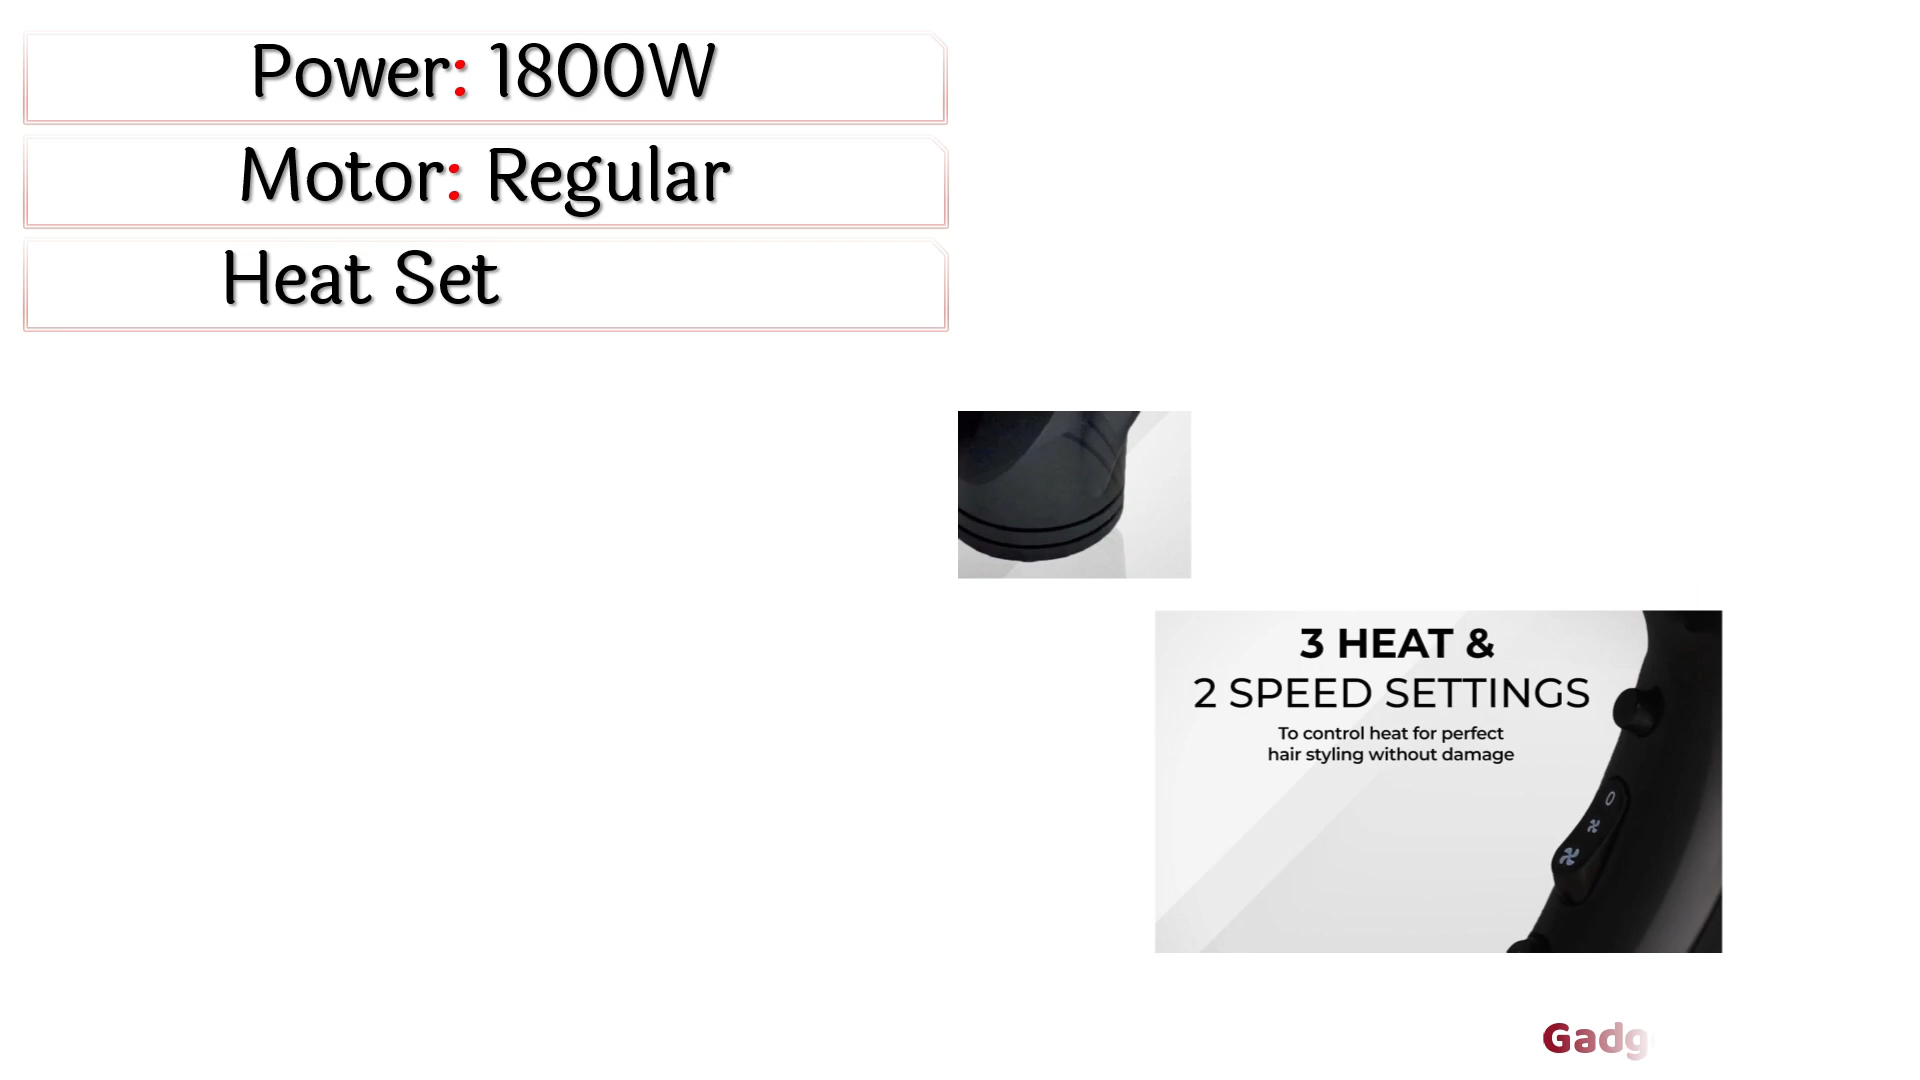 Power: 1800W
Motor: Regular
Heat Set
3 HEAT &
2 SPEED SETTINGS
To control heat for perfect
hair styling without damage
0
Gadg